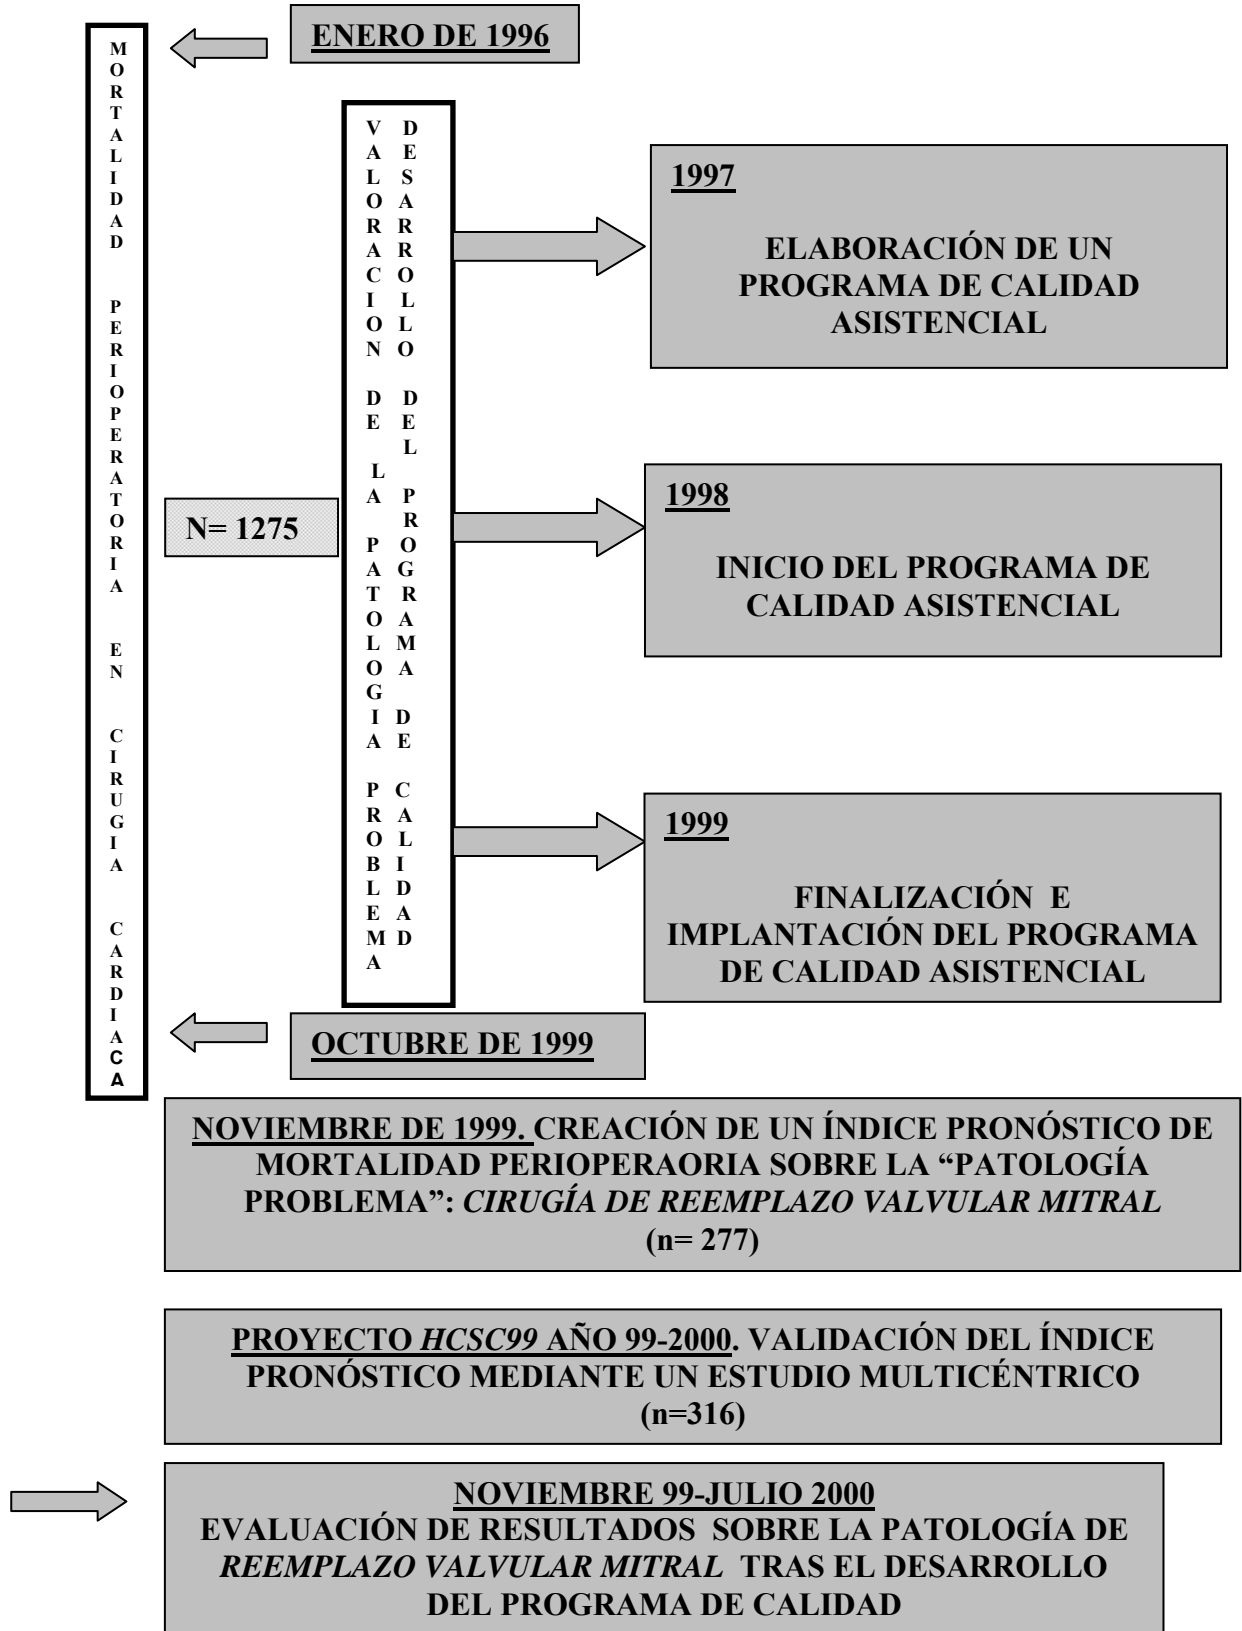 ENERO DE 1996
MORTALIDAD PERIOPERATORIA EN CIRUGIA CARDIACA
VALORACION DE LA PATOLOGIA PROBLEMA
DESARROLLO DEL PROGRAMA DE CALIDAD
N= 1275
1997
ELABORACIÓN DE UN
PROGRAMA DE CALIDAD
ASISTENCIAL
1998
INICIO DEL PROGRAMA DE
CALIDAD ASISTENCIAL
1999
FINALIZACIÓN E
IMPLANTACIÓN DEL PROGRAMA
DE CALIDAD ASISTENCIAL
OCTUBRE DE 1999
NOVIEMBRE DE 1999. CREACIÓN DE UN ÍNDICE PRONÓSTICO DE
MORTALIDAD PERIOPERAORIA SOBRE LA “PATOLOGÍA
PROBLEMA”: CIRUGÍA DE REEMPLAZO VALVULAR MITRAL
(n= 277)
PROYECTO HCSC99 AÑO 99-2000. VALIDACIÓN DEL ÍNDICE
PRONÓSTICO MEDIANTE UN ESTUDIO MULTICÉNTRICO
(n=316)
NOVIEMBRE 99-JULIO 2000
EVALUACIÓN DE RESULTADOS SOBRE LA PATOLOGÍA DE
REEMPLAZO VALVULAR MITRAL TRAS EL DESARROLLO
DEL PROGRAMA DE CALIDAD